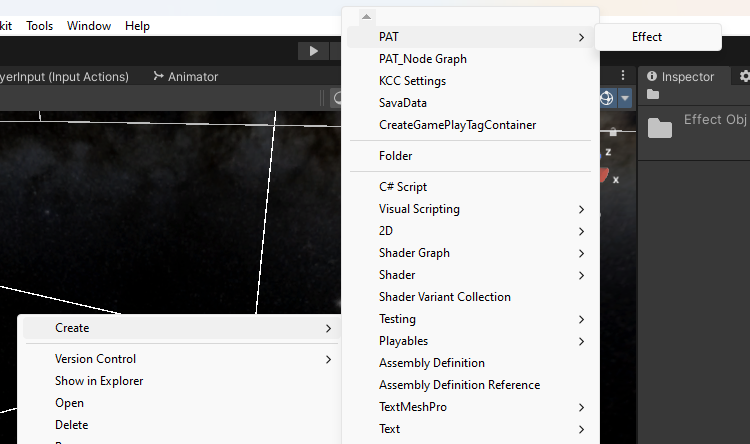 kit Tools Window Help
yerInput (Input Actions) Animator
Create
Version Control
Show in Explorer
Open
Delete
PAT
PAT_Node Graph
KCC Settings
SavaData
CreateGamePlayTagContainer
Folder
C# Script
Visual Scripting
2D
Shader Graph
Shader
Shader Variant Collection
Testing
Playables
Assembly Definition
Assembly Definition Reference
TextMeshPro
Text
Effect
z
x
Inspector
Effect Obj